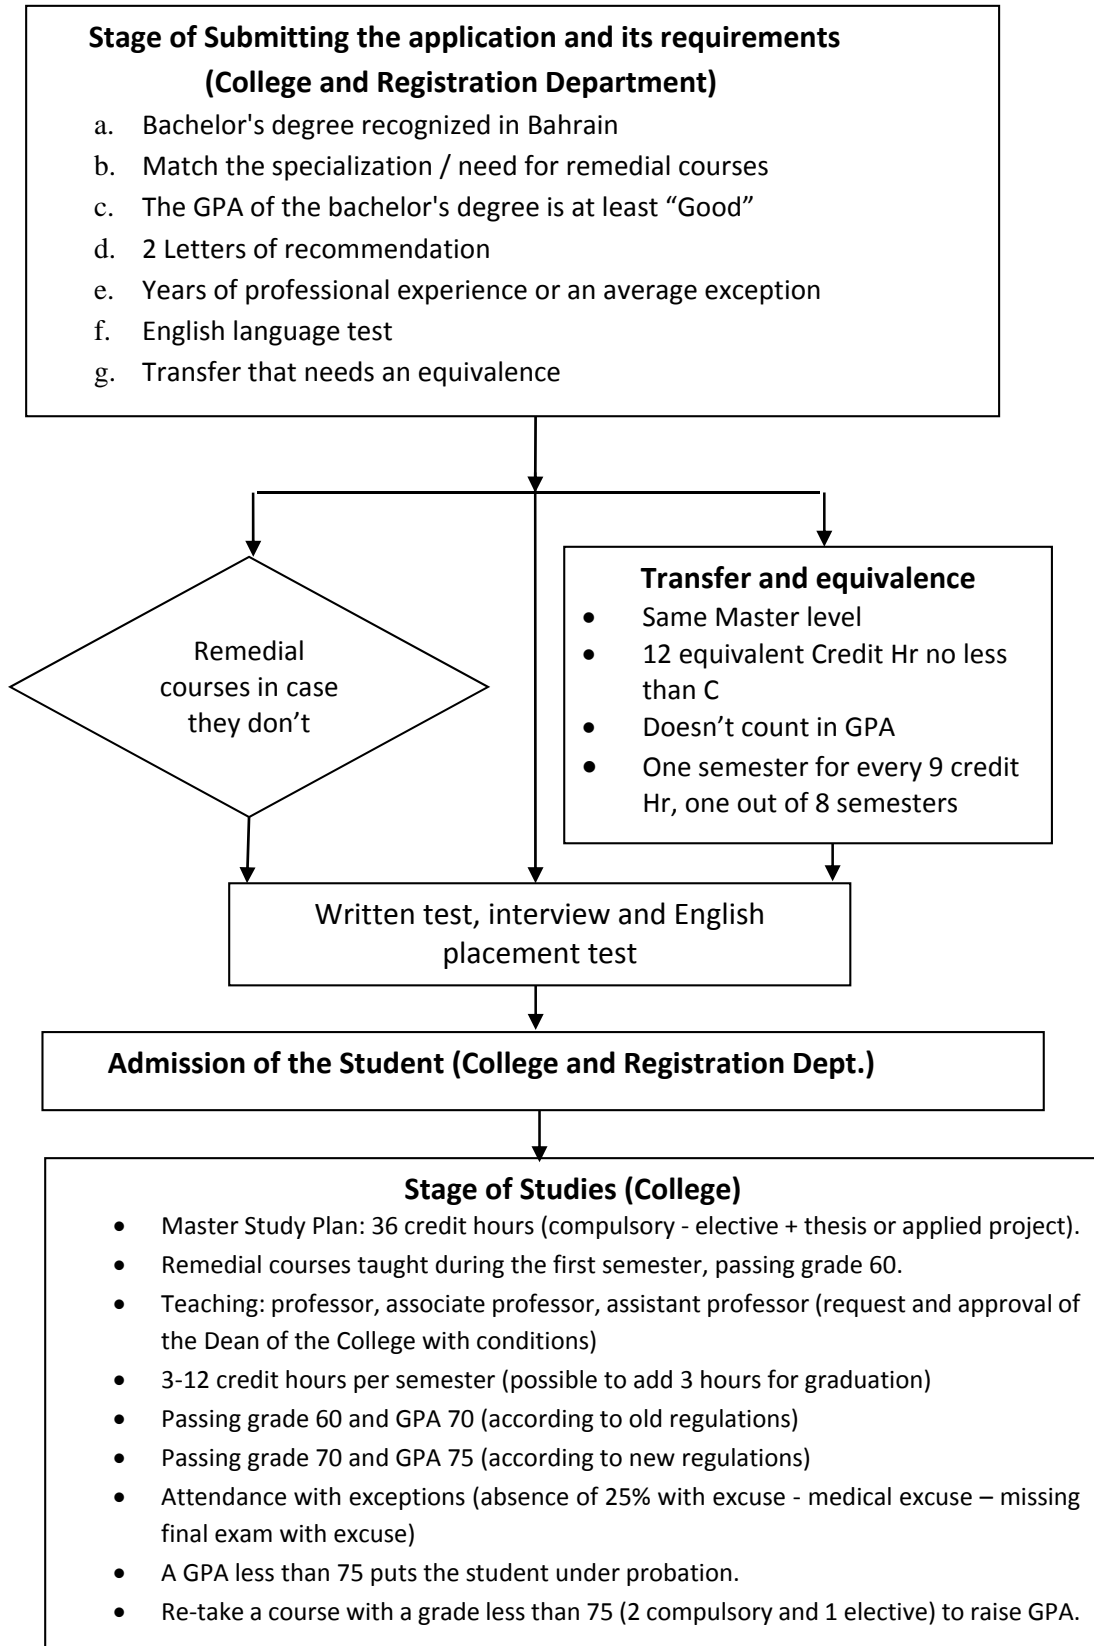 Stage of Submitting the application and its requirements
(College and Registration Department)
a. Bachelor's degree recognized in Bahrain
b. Match the specialization / need for remedial courses
c. The GPA of the bachelor's degree is at least “Good”
d. 2 Letters of recommendation
e. Years of professional experience or an average exception
f. English language test
g. Transfer that needs an equivalence
Remedial
courses in case
they don’t
Transfer and equivalence
• Same Master level
• 12 equivalent Credit Hr no less
than C
• Doesn’t count in GPA
• One semester for every 9 credit
Hr, one out of 8 semesters
Written test, interview and English
placement test
Admission of the Student (College and Registration Dept.)
Stage of Studies (College)
• Master Study Plan: 36 credit hours (compulsory - elective + thesis or applied project).
• Remedial courses taught during the first semester, passing grade 60.
• Teaching: professor, associate professor, assistant professor (request and approval of
the Dean of the College with conditions)
• 3-12 credit hours per semester (possible to add 3 hours for graduation)
• Passing grade 60 and GPA 70 (according to old regulations)
• Passing grade 70 and GPA 75 (according to new regulations)
• Attendance with exceptions (absence of 25% with excuse - medical excuse – missing
final exam with excuse)
• A GPA less than 75 puts the student under probation.
• Re-take a course with a grade less than 75 (2 compulsory and 1 elective) to raise GPA.